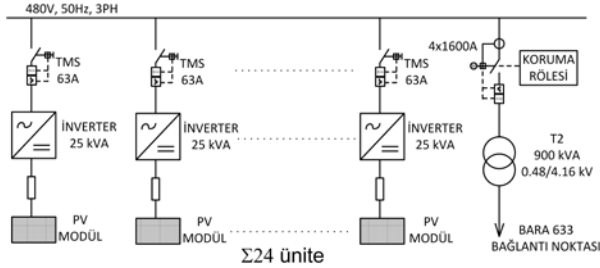 480V, 50Hz, 3PH
TMS
63A
TMS
63A
TMS
63A
4x1600A
KORUMA
RÖLESİ
İNVERTER
25 kVA
İNVERTER
25 kVA
İNVERTER
25 kVA
T2
900 kVA
0.48/4.16 kV
PV
MODÜL
PV
MODÜL
PV
MODÜL
BARA 633
BAĞLANTI NOKTASI
Σ24 ünite